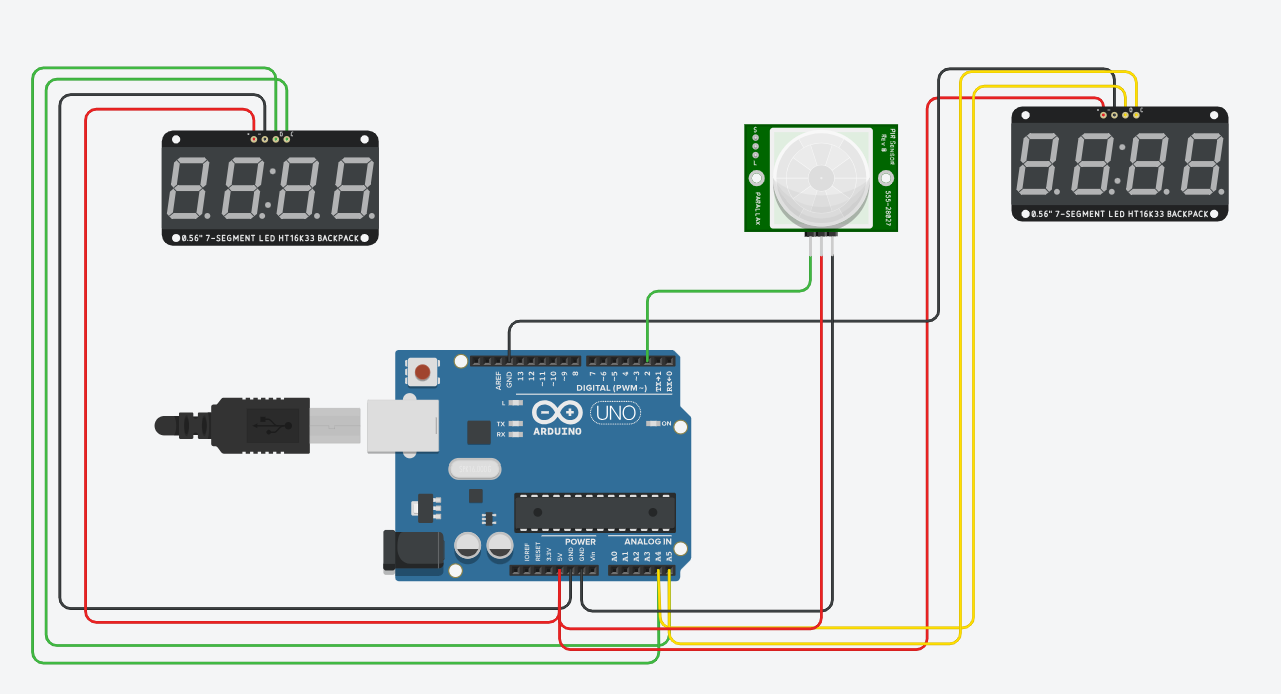 + - D C
0.56" 7-SEGMENT LED HT16K33 BACKPACK
S
L
PIR SENSOR
REV B
PARALLAX
555-28027
+ - D C
0.56" 7-SEGMENT LED HT16K33 BACKPACK
AREF
GND
13
12
~11
~10
~9
8
7
~6
~5
4
~3
2
TX→1
RX←0
DIGITAL (PWM~)
L
TX
RX
ARDUINO
UNO
ON
POWER
ANALOG IN
IOREF
RESET
3.3V
5V
GND
GND
Vin
A0
A1
A2
A3
A4
A5